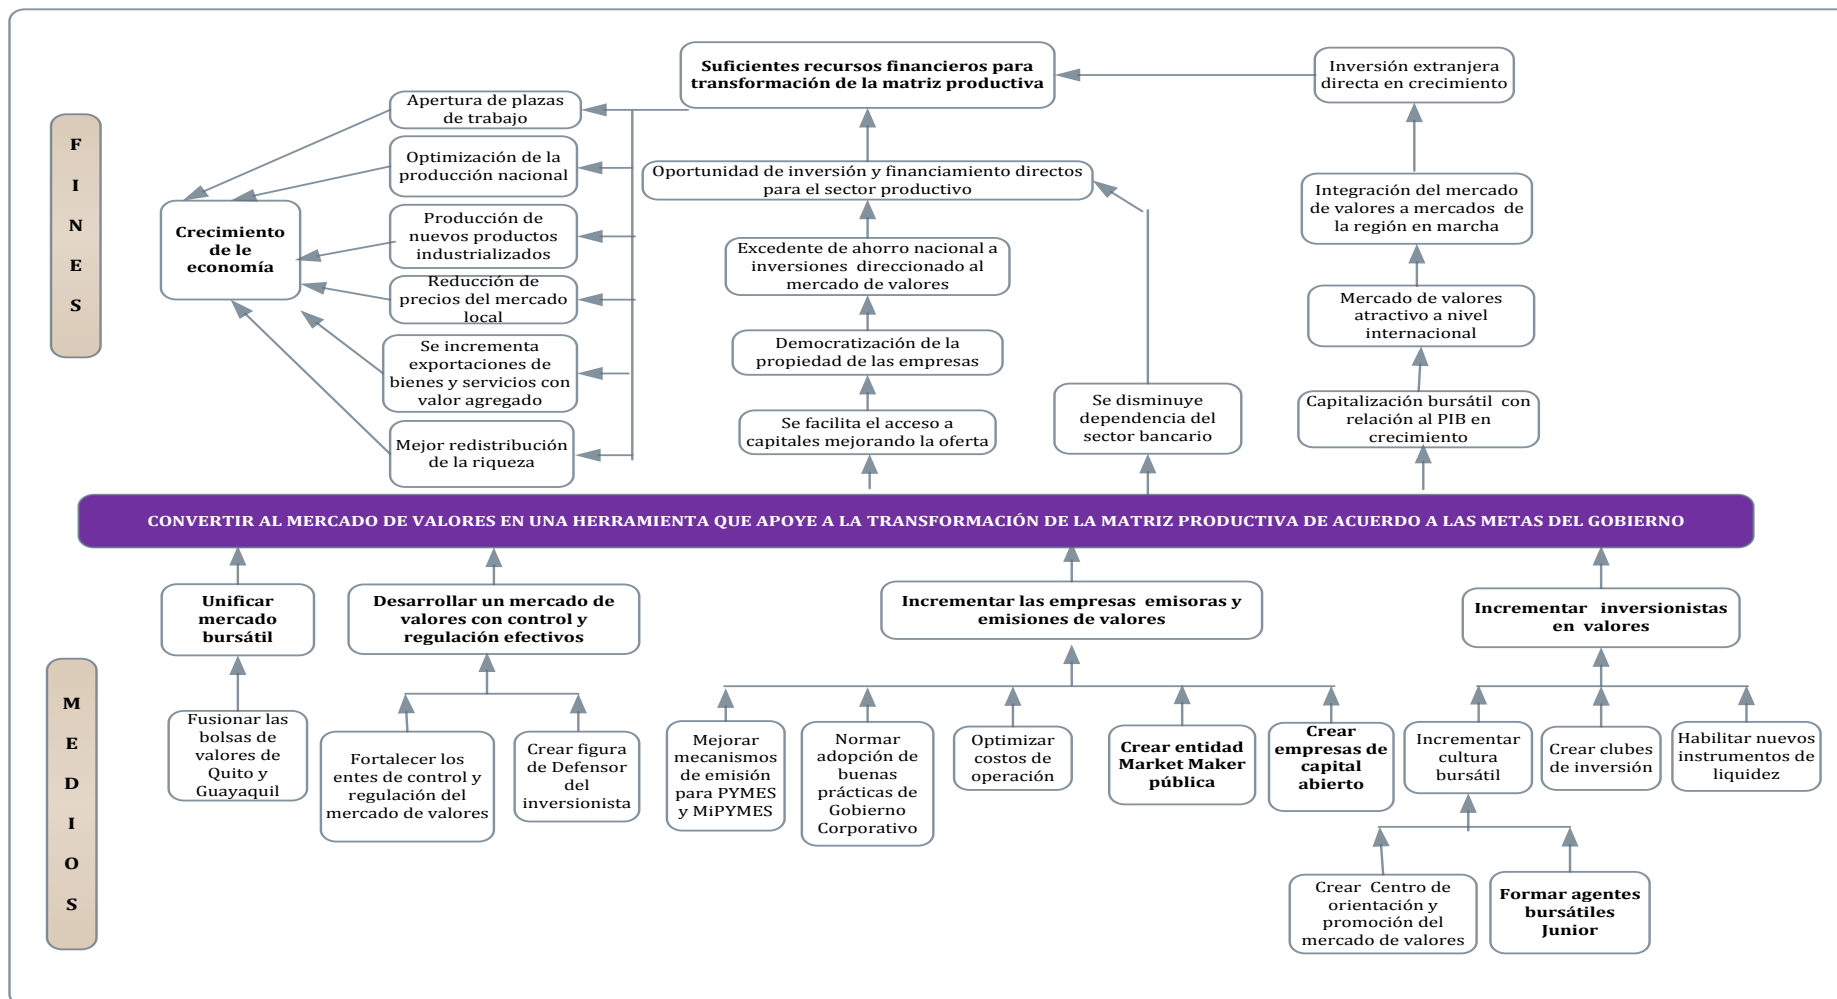 Suficientes recursos financieros para
transformación de la matriz productiva
Inversión extranjera
directa en crecimiento
Apertura de plazas
de trabajo
Optimización de la
producción nacional
Oportunidad de inversión y financiamiento directos
para el sector productivo
Integración del mercado
de valores a mercados de
la región en marcha
F
I
N
E
S
Crecimiento
de le
economía
Producción de
nuevos productos
industrializados
Excedente de ahorro nacional a
inversiones direccionado al
mercado de valores
Reducción de
precios del mercado
local
Mercado de valores
atractivo a nivel
internacional
Se incrementa
exportaciones de
bienes y servicios con
valor agregado
Democratización de la
propiedad de las empresas
Se disminuye
dependencia del
sector bancario
Capitalización bursátil con
relación al PIB en
crecimiento
Mejor redistribución
de la riqueza
Se facilita el acceso a
capitales mejorando la oferta
CONVERTIR AL MERCADO DE VALORES EN UNA HERRAMIENTA QUE APOYE A LA TRANSFORMACIÓN DE LA MATRIZ PRODUCTIVA DE ACUERDO A LAS METAS DEL GOBIERNO
Unificar
mercado
bursátil
Desarrollar un mercado de
valores con control y
regulación efectivos
Incrementar las empresas emisoras y
emisiones de valores
Incrementar inversionistas
en valores
M
E
D
I
O
S
Fusionar las
bolsas de
valores de
Quito y
Guayaquil
Fortalecer los
entes de control y
regulación del
mercado de valores
Crear figura
de Defensor
del
inversionista
Mejorar
mecanismos
de emisión
para PYMES
y MiPYMES
Normar
adopción de
buenas
prácticas de
Gobierno
Corporativo
Optimizar
costos de
operación
Crear entidad
Market Maker
pública
Crear
empresas de
capital
abierto
Incrementar
cultura
bursátil
Crear clubes
de inversión
Habilitar nuevos
instrumentos de
liquidez
Crear Centro de
orientación y
promoción del
mercado de valores
Formar agentes
bursátiles
Junior